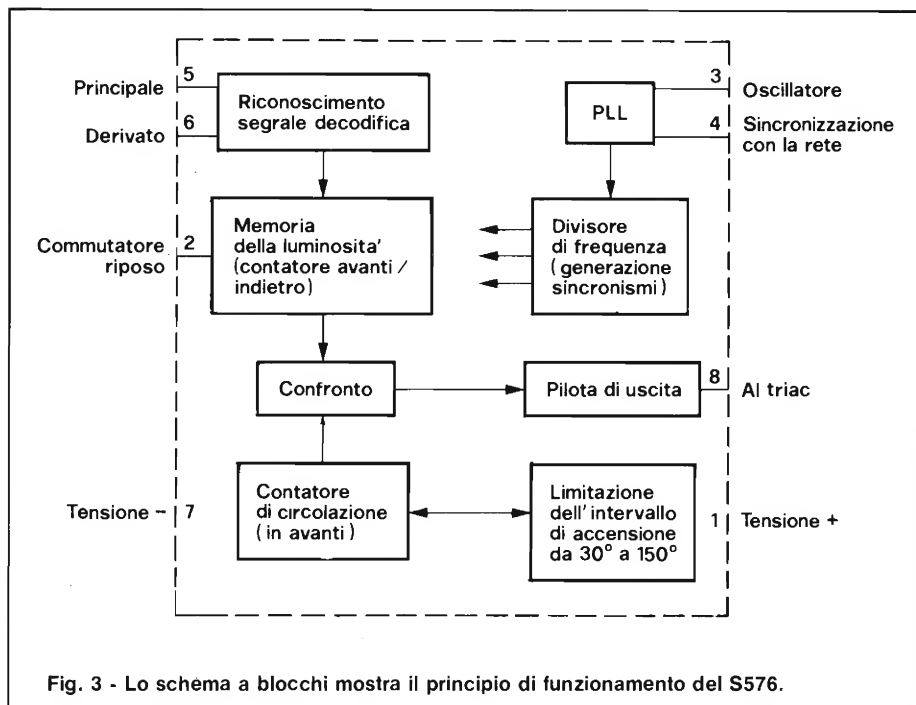 Principale
5
Derivato
6
Riconoscimento
segrale decodifica
PLL
3
Oscillatore
4
Sincronizzazione
con la rete
Commutatore
riposo
2
Memoria
della luminosita'
(contatore avanti /
indietro)
Divisore
di frequenza
(generazione
sincronismi)
Confronto
Pilota di uscita
8
Al triac
Tensione –
7
Contatore
di circolazione
(in avanti)
Limitazione
dell'intervallo
di accensione
da 30° a 150°
1
Tensione +
Fig. 3 - Lo schema a blocchi mostra il principio di funzionamento del S576.